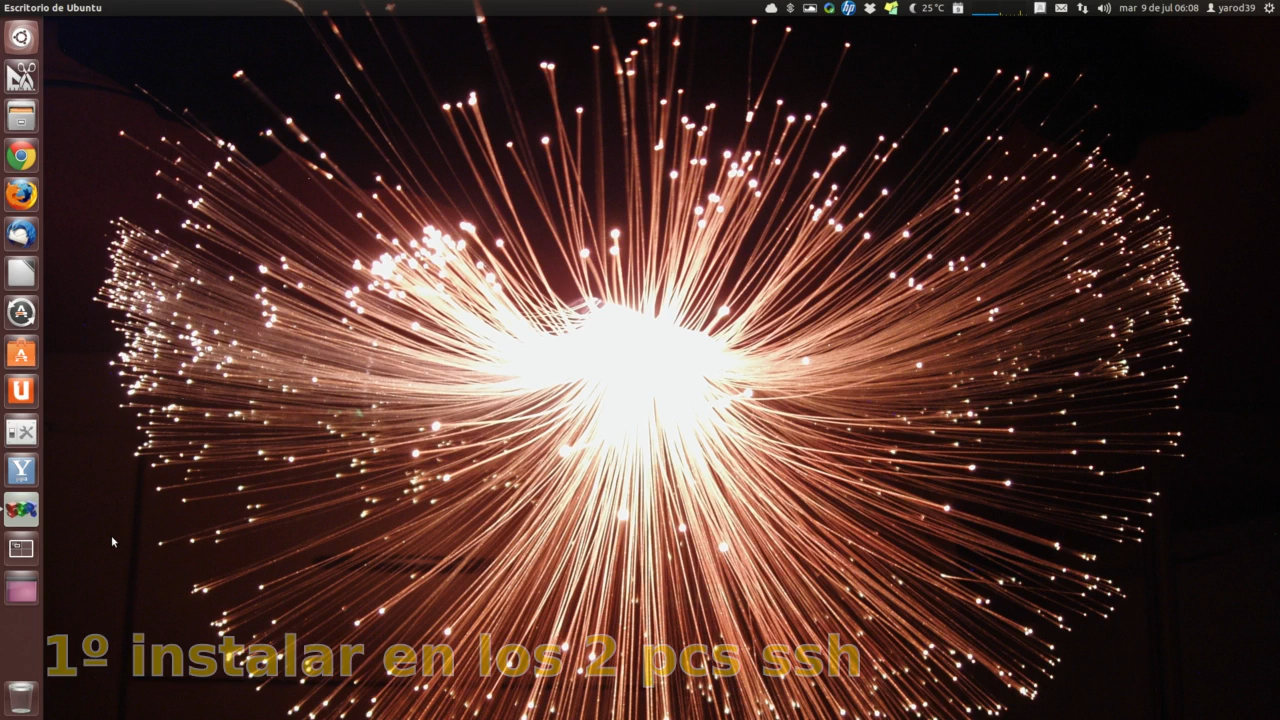 Escritorio de Ubuntu
25 °C
mar 9 de jul 06:08
yarod39
1º instalar en los 2 pcs ssh